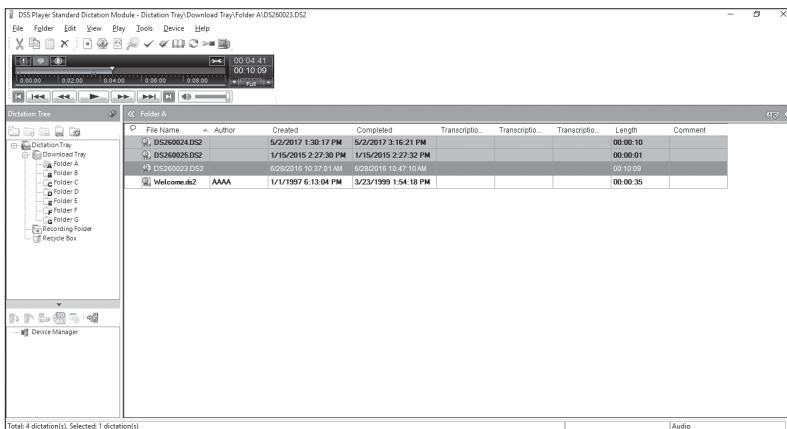 DSS Player Standard Dictation Module - Dictation Tray\Download Tray\Folder A\DS260023.DS2
File Folder Edit View Play Tools Device Help
00:04.41
00:10:09
0:00:00 0:02:00 0:04:00 0:06:00 0:08:00
Dictation Tree
Folder A
File Name Author Created Completed Transcriptio... Transcriptio... Transcriptio... Length Comment
DS260024.DS2 5/2/2017 1:30:17 PM 5/2/2017 3:16:21 PM 00:00:10
DS260025.DS2 1/15/2015 2:27:30 PM 1/15/2015 2:27:32 PM 00:00:01
DS260023.DS2 6/28/2016 10:37:01 AM 6/28/2016 10:47:10 AM 00:10:09
Welcome.ds2 AAAA 1/1/1997 6:13:04 PM 3/23/1999 1:54:18 PM 00:00:35
Dictation Tray
Download Tray
A Folder A
B Folder B
C Folder C
D Folder D
E Folder E
F Folder F
G Folder G
Recording Folder
Recycle Box
Device Manager
Total: 4 dictation(s), Selected: 1 dictation(s) Audio